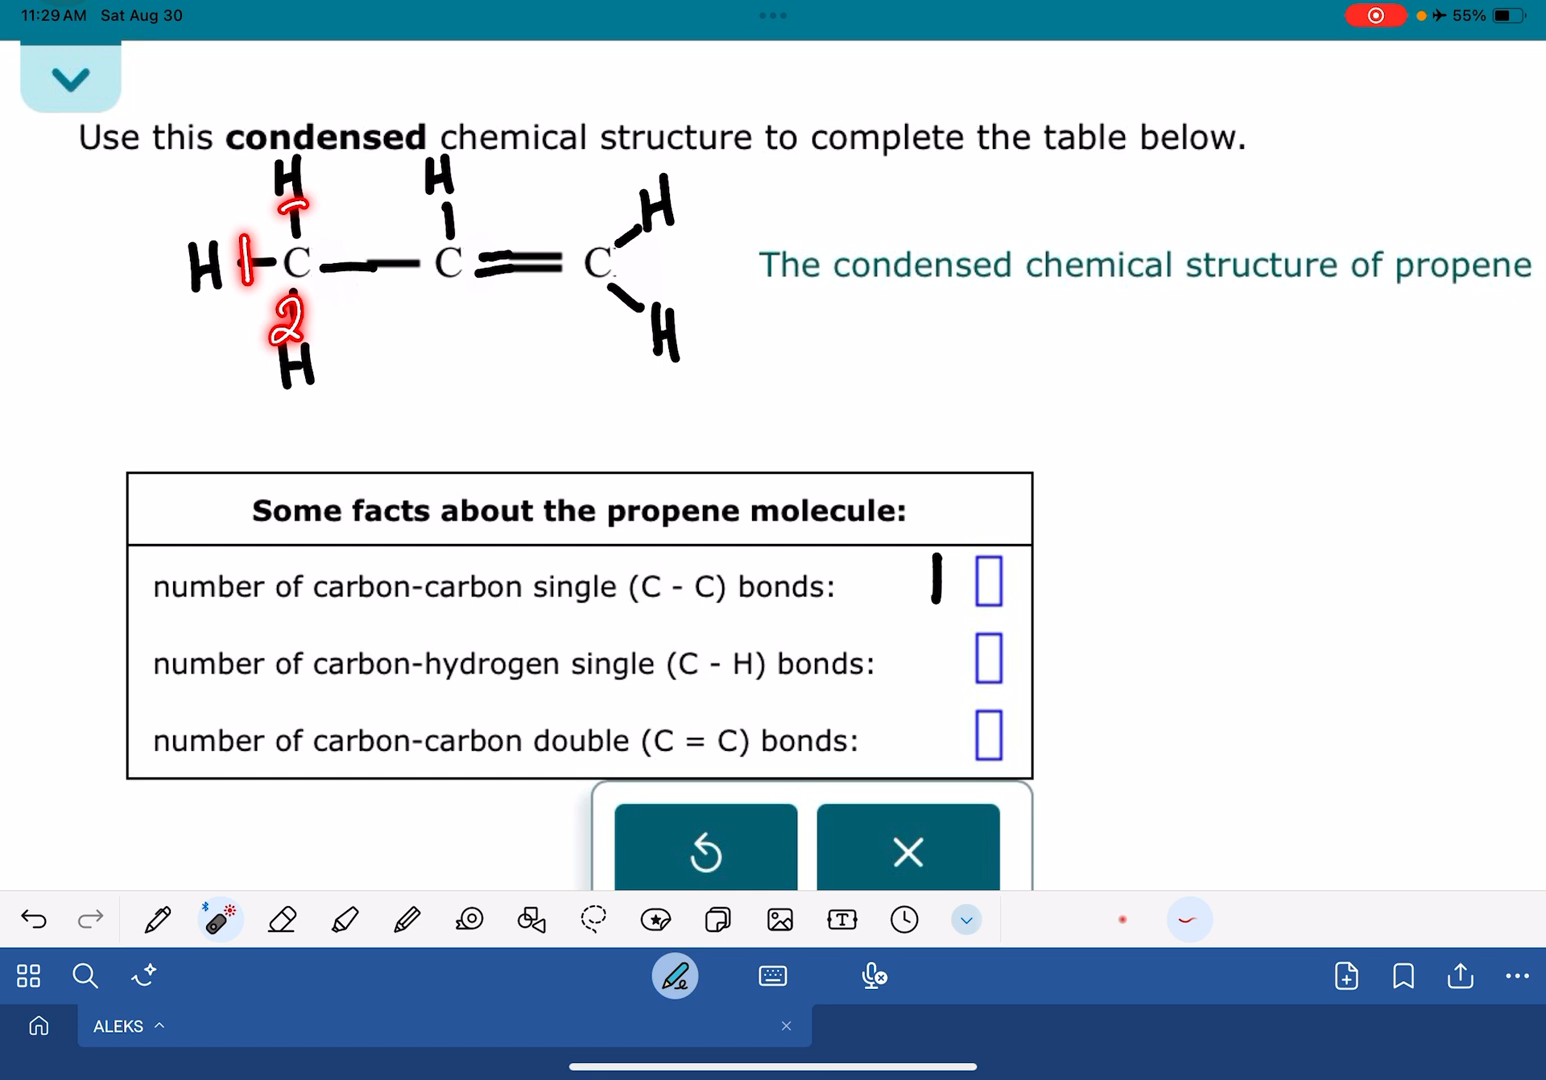 11:29 AM Sat Aug 30
55%
Use this condensed chemical structure to complete the table below.
H H H
H 1 C C C
2
H H
The condensed chemical structure of propene
Some facts about the propene molecule:
number of carbon-carbon single (C - C) bonds: 1
number of carbon-hydrogen single (C - H) bonds:
number of carbon-carbon double (C = C) bonds:
ALEKS